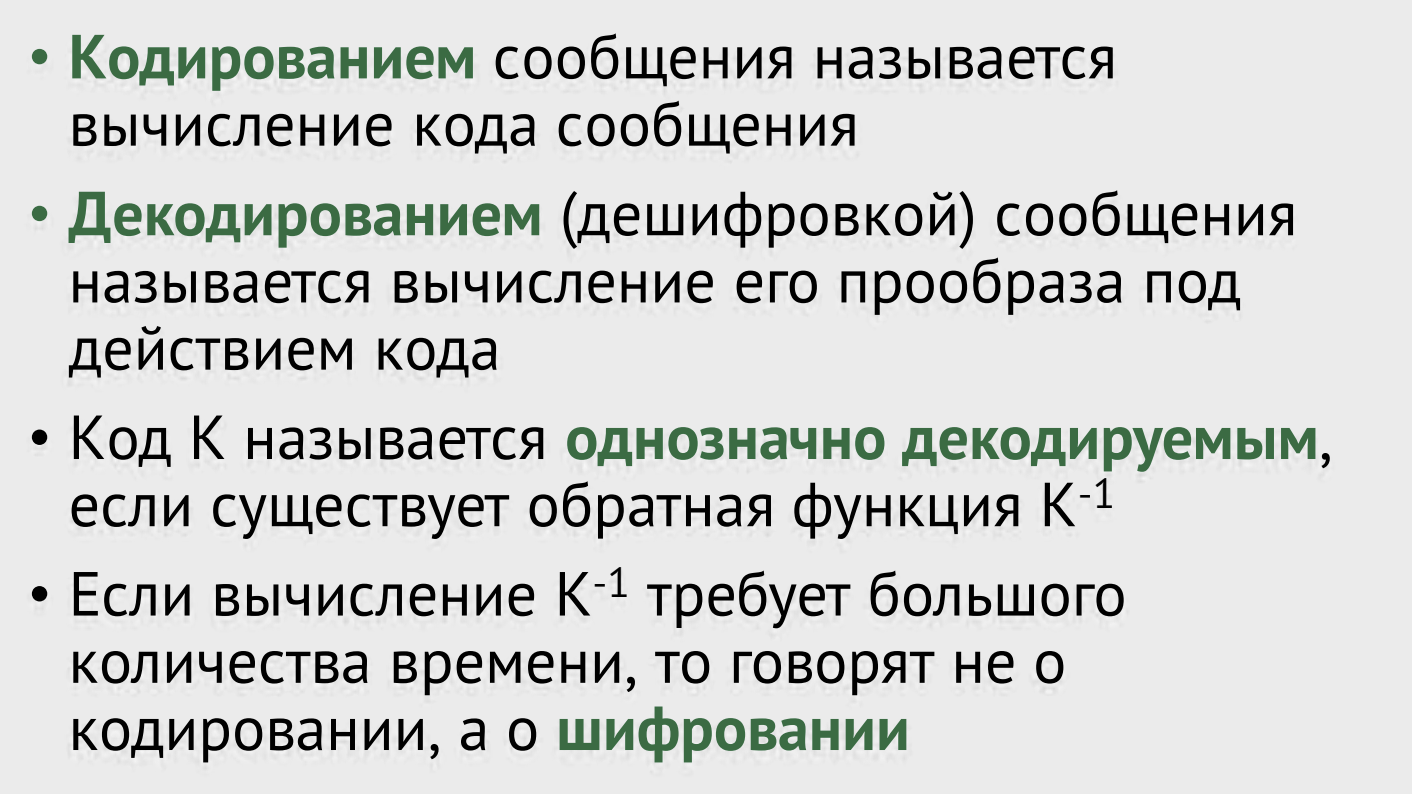 • Кодированием сообщения называется
вычисление кода сообщения
• Декодированием (дешифровкой) сообщения
называется вычисление его прообраза под
действием кода
• Код К называется однозначно декодируемым,
если существует обратная функция К⁻¹
• Если вычисление К⁻¹ требует большого
количества времени, то говорят не о
кодировании, а о шифровании